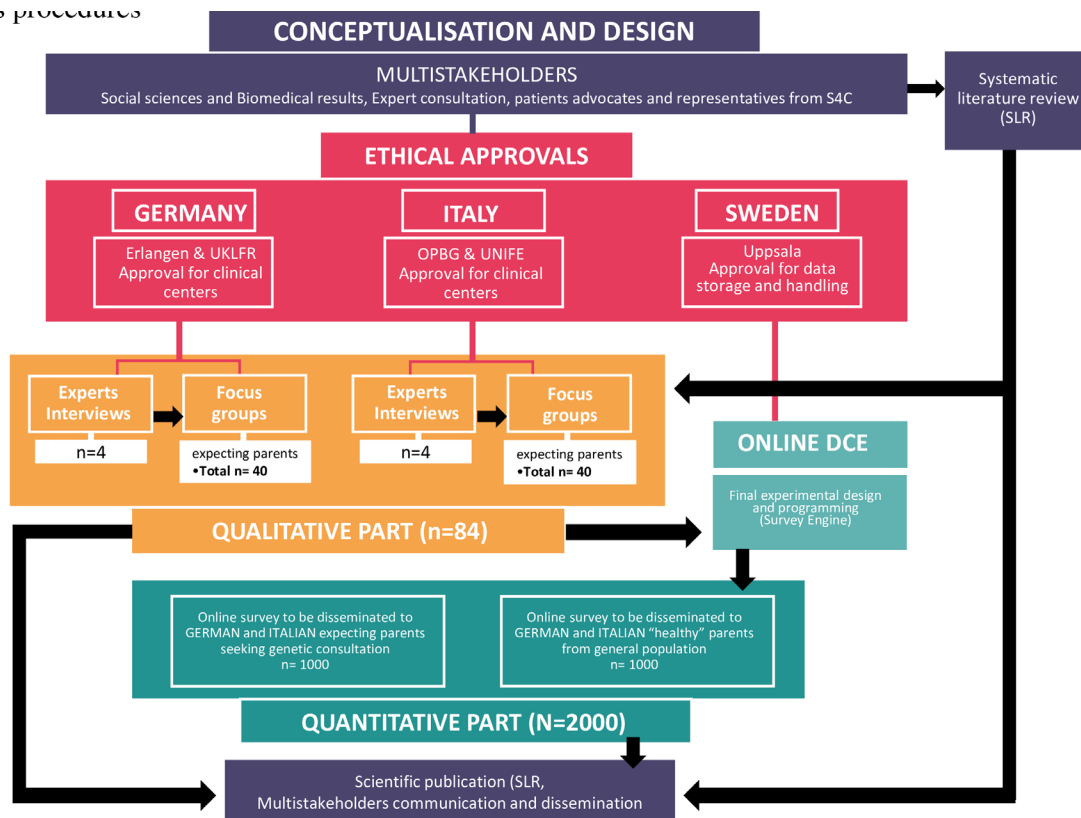 s procedures
CONCEPTUALISATION AND DESIGN
MULTISTAKEHOLDERS
Social sciences and Biomedical results, Expert consultation, patients advocates and representatives from S4C
Systematic
literature review
(SLR)
ETHICAL APPROVALS
GERMANY
Erlangen & UKLFR
Approval for clinical
centers
ITALY
OPBG & UNIFE
Approval for clinical
centers
SWEDEN
Uppsala
Approval for data
storage and handling
Experts
Interviews
n=4
Focus
groups
expecting parents
•Total n= 40
Experts
Interviews
n=4
Focus
groups
expecting parents
•Total n= 40
QUALITATIVE PART (n=84)
ONLINE DCE
Final experimental design
and programming
(Survey Engine)
Online survey to be disseminated to
GERMAN and ITALIAN expecting parents
seeking genetic consultation
n= 1000
Online survey to be disseminated to
GERMAN and ITALIAN “healthy” parents
from general population
n= 1000
QUANTITATIVE PART (N=2000)
Scientific publication (SLR,
Multistakeholders communication and dissemination